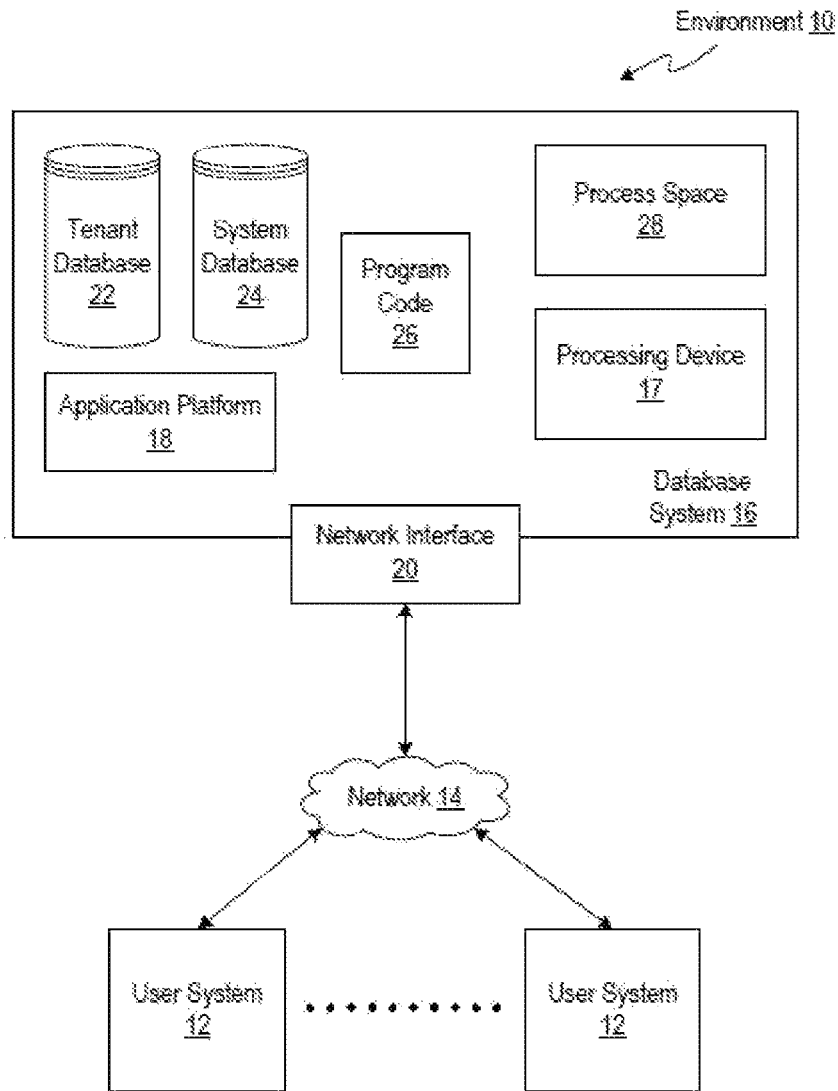 Environment 10
Tenant
Database
22
System
Database
24
Program
Code
26
Process Space
28
Processing Device
17
Application Platform
18
Database
System 16
Network Interface
20
Network 14
User System
12
User System
12